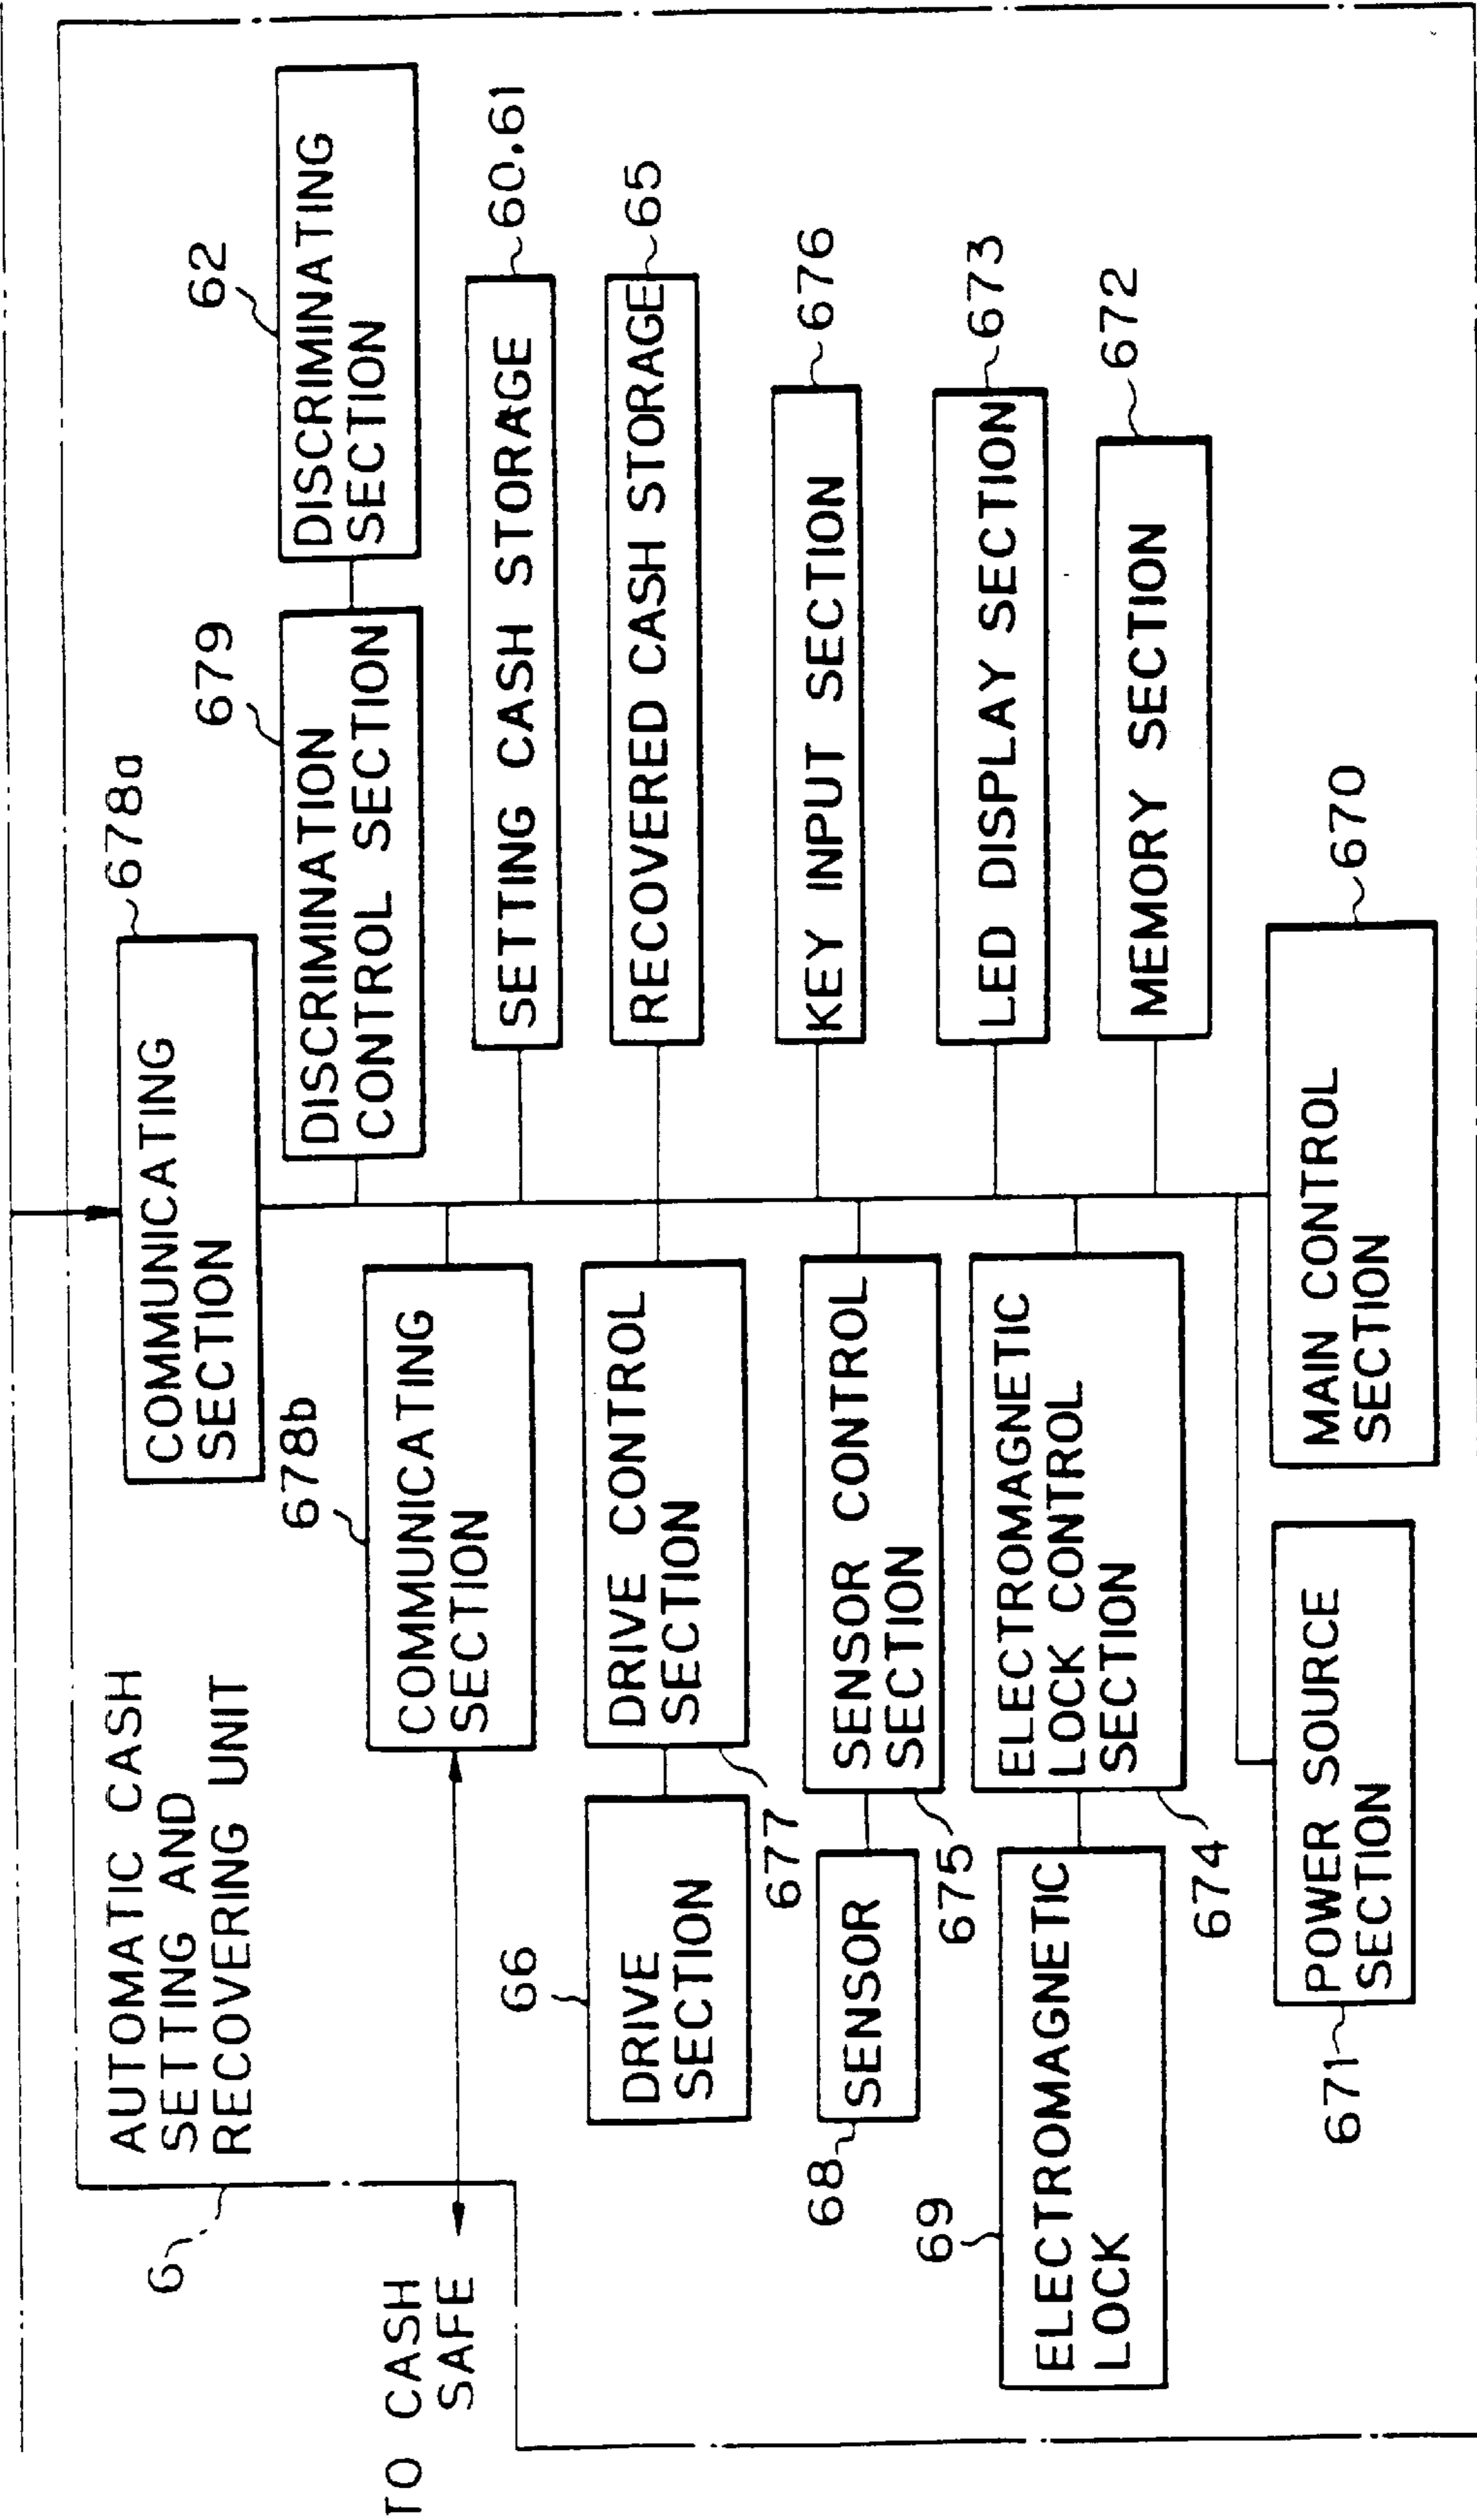 AUTOMATIC CASH
SETTING AND
RECOVERING UNIT
6
TO CASH
SAFE
COMMUNICATING
SECTION
678a
COMMUNICATING
SECTION
678b
DISCRIMINATION
CONTROL SECTION
679
DISCRIMINATING
SECTION
62
SETTING CASH STORAGE
60.61
RECOVERED CASH STORAGE
65
DRIVE
SECTION
66
DRIVE CONTROL
SECTION
677
KEY INPUT SECTION
676
SENSOR
68
SENSOR CONTROL
SECTION
675
LED DISPLAY SECTION
673
ELECTROMAGNETIC
LOCK
69
ELECTROMAGNETIC
LOCK CONTROL
SECTION
674
MEMORY SECTION
672
POWER SOURCE
SECTION
671
MAIN CONTROL
SECTION
670